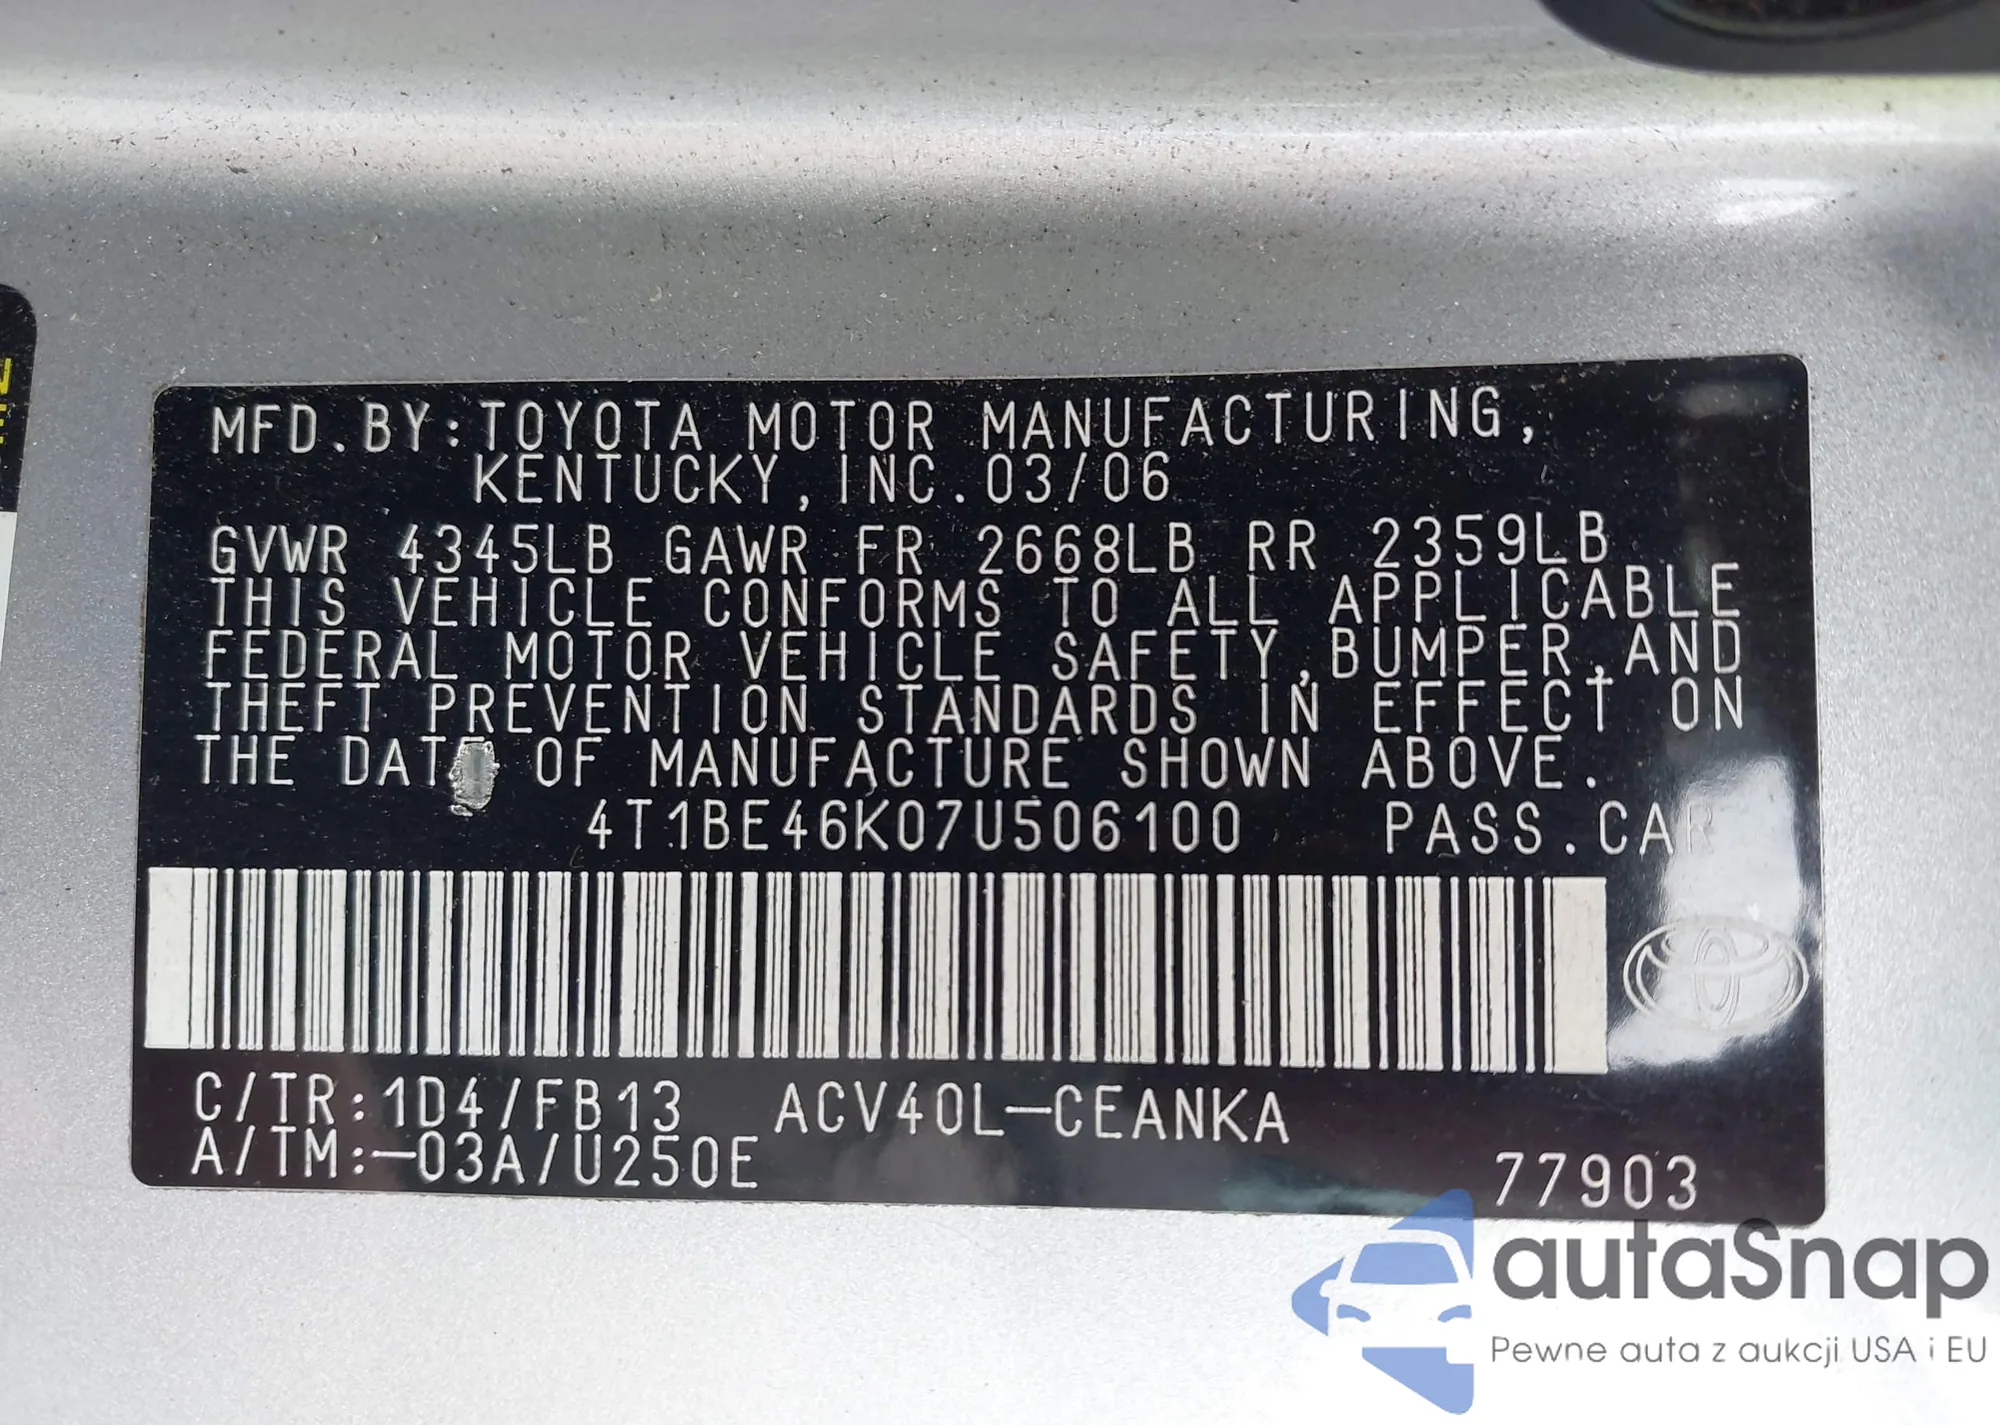 MFD.BY:TOYOTA MOTOR MANUFACTURING,
KENTUCKY,INC.03/06
GVWR 4345LB GAWR FR 2668LB RR 2359LB
THIS VEHICLE CONFORMS TO ALL APPLICABLE
FEDERAL MOTOR VEHICLE SAFETY,BUMPER,AND
THEFT PREVENTION STANDARDS IN EFFECT ON
THE DATE OF MANUFACTURE SHOWN ABOVE.
4T1BE46K07U506100 PASS.CAR
C/TR:1D4/FB13 ACV40L-CEANKA
A/TM:-03A/U250E
77903
autaSnap
Pewne auta z aukcji USA i EU